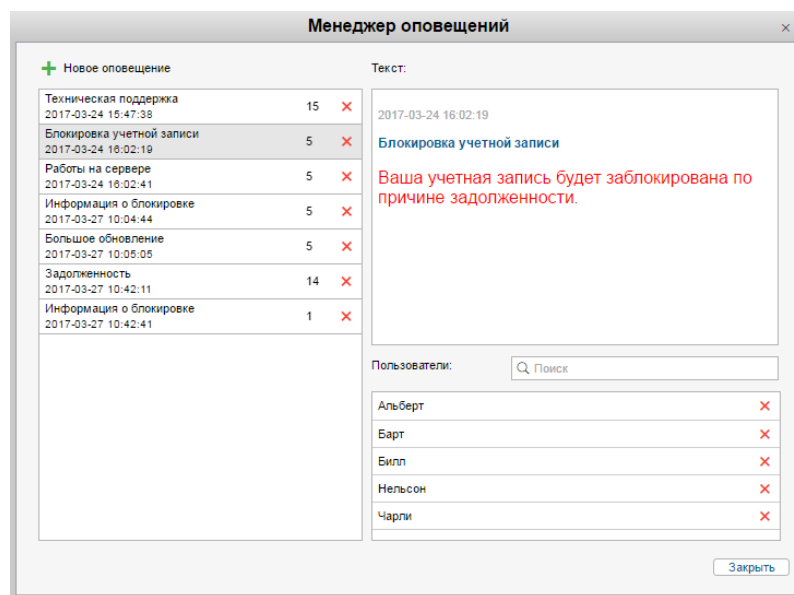 Менеджер оповещений
Новое оповещение
Техническая поддержка
2017-03-24 15:47:38
15
Блокировка учетной записи
2017-03-24 16:02:19
5
Работы на сервере
2017-03-24 16:02:41
5
Информация о блокировке
2017-03-27 10:04:44
5
Большое обновление
2017-03-27 10:05:05
5
Задолженность
2017-03-27 10:42:11
14
Информация о блокировке
2017-03-27 10:42:41
1
Текст:
2017-03-24 16:02:19
Блокировка учетной записи
Ваша учетная запись будет заблокирована по
причине задолженности.
Пользователи:
Поиск
Альберт
Барт
Билл
Нельсон
Чарли
Закрыть